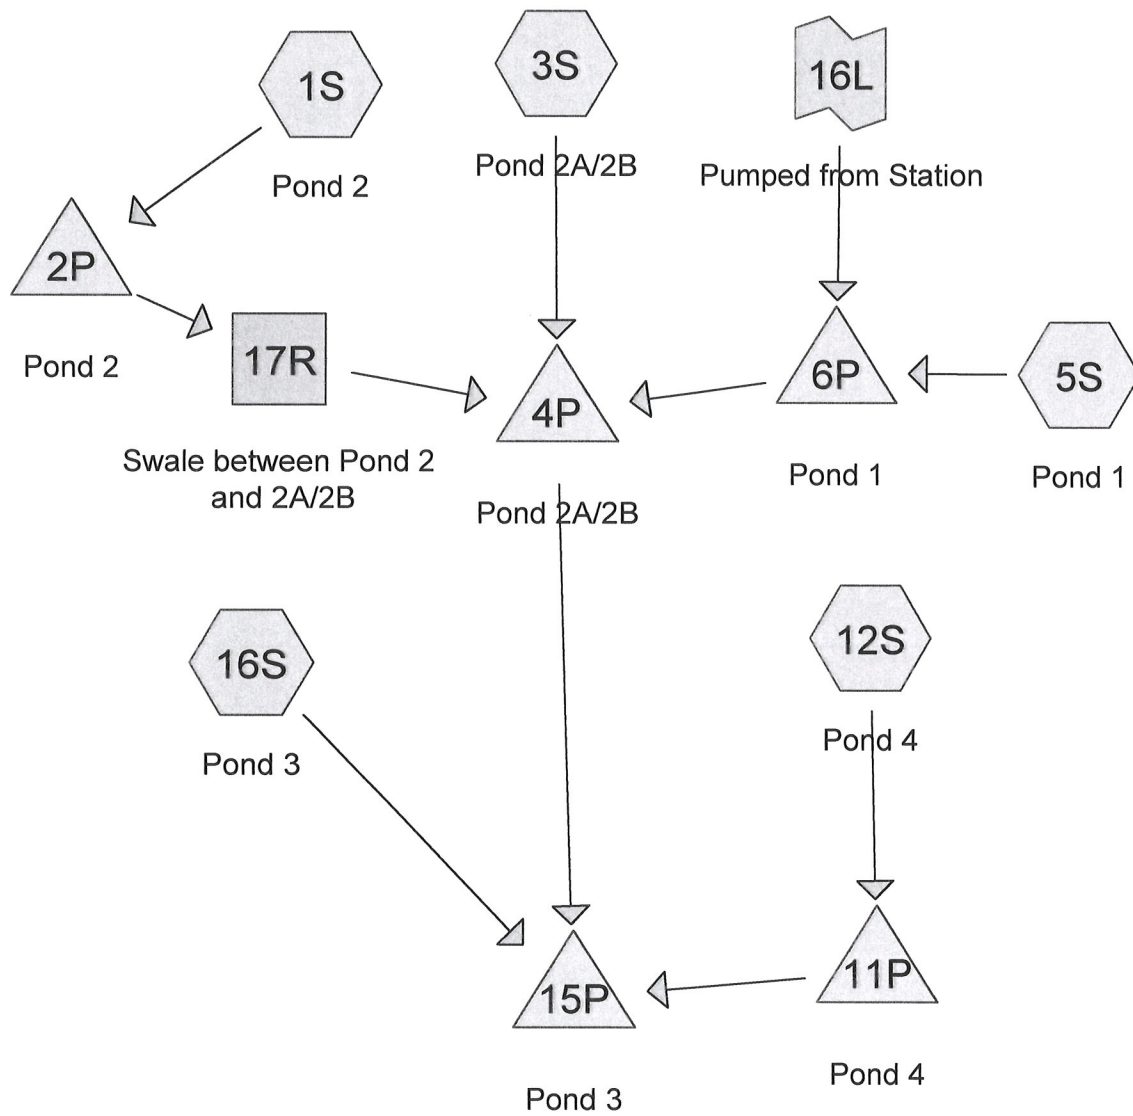 1S
Pond 2
3S
Pond 2A/2B
16L
Pumped from Station
2P
Pond 2
17R
Swale between Pond 2
and 2A/2B
4P
Pond 2A/2B
6P
Pond 1
5S
Pond 1
16S
Pond 3
12S
Pond 4
15P
Pond 3
11P
Pond 4